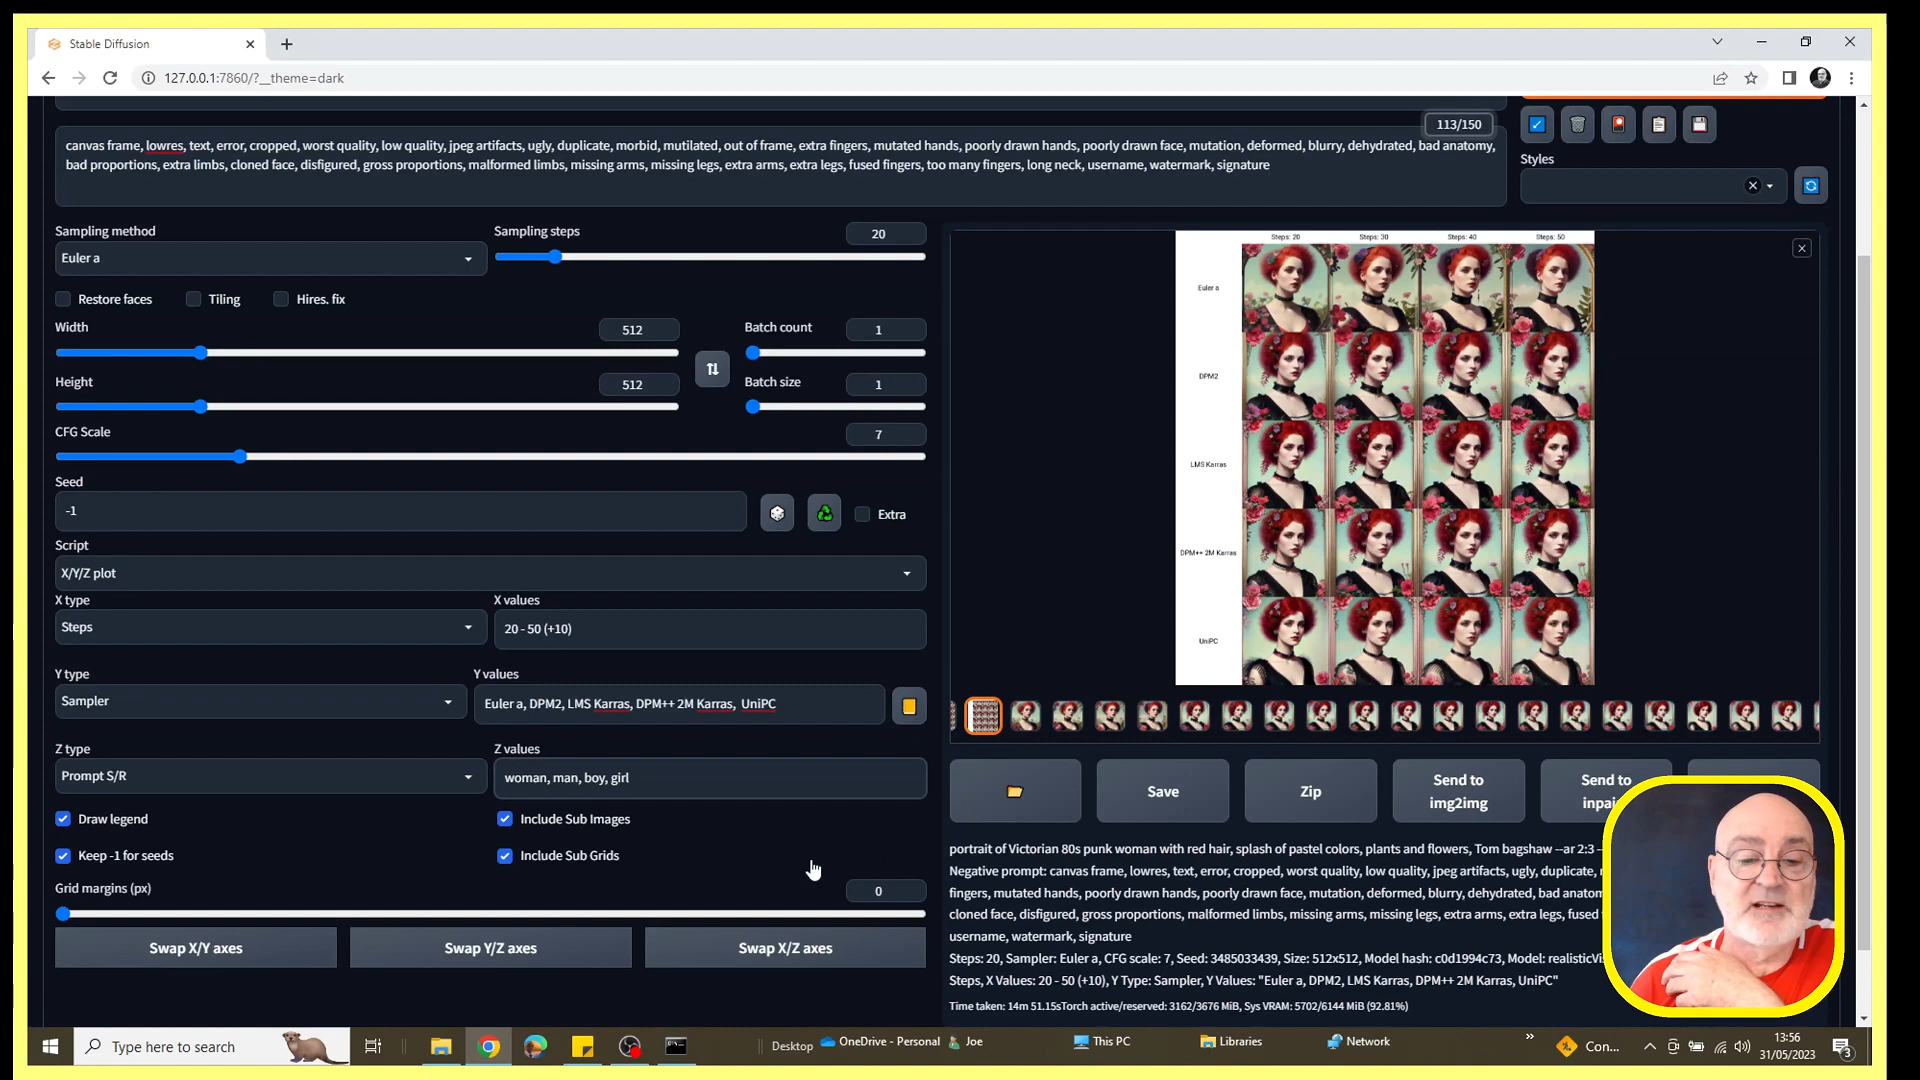 Stable Diffusion
127.0.0.1:7860/?__theme=dark
113/150
canvas frame, lowres, text, error, cropped, worst quality, low quality, jpeg artifacts, ugly, duplicate, morbid, mutilated, out of frame, extra fingers, mutated hands, poorly drawn hands, poorly drawn face, mutation, deformed, blurry, dehydrated, bad anatomy,
bad proportions, extra limbs, cloned face, disfigured, gross proportions, malformed limbs, missing arms, missing legs, extra arms, extra legs, fused fingers, too many fingers, long neck, username, watermark, signature
Styles
Sampling method
Sampling steps
20
Euler a
Restore faces
Tiling
Hires. fix
Width
512
Batch count
1
Height
512
Batch size
1
CFG Scale
7
Seed
-1
Extra
Script
X/Y/Z plot
X type
X values
Steps
20 - 50 (+10)
Y type
Y values
Sampler
Euler a, DPM2, LMS Karras, DPM++ 2M Karras, UniPC
Z type
Z values
Prompt S/R
woman, man, boy, girl
Draw legend
Include Sub Images
Keep -1 for seeds
Include Sub Grids
Grid margins (px)
0
Swap X/Y axes
Swap Y/Z axes
Swap X/Z axes
Steps: 20
Steps: 30
Steps: 40
Steps: 50
Euler a
DPM2
LMS Karras
DPM++ 2M Karras
UniPC
Save
Zip
Send to
img2img
Send to
inpai
portrait of Victorian 80s punk woman with red hair, splash of pastel colors, plants and flowers, Tom bagshaw --ar 2:3 --
Negative prompt: canvas frame, lowres, text, error, cropped, worst quality, low quality, jpeg artifacts, ugly, duplicate,
fingers, mutated hands, poorly drawn hands, poorly drawn face, mutation, deformed, blurry, dehydrated, bad anatom
cloned face, disfigured, gross proportions, malformed limbs, missing arms, missing legs, extra arms, extra legs, fused
username, watermark, signature
Steps: 20, Sampler: Euler a, CFG scale: 7, Seed: 3485033439, Size: 512x512, Model hash: c0d1994c73, Model: realisticVis
Steps, X Values: 20 - 50 (+10), Y Type: Sampler, Y Values: "Euler a, DPM2, LMS Karras, DPM++ 2M Karras, UniPC"
Time taken: 14m 51.15sTorch active/reserved: 3162/3676 MiB, Sys VRAM: 5702/6144 MiB (92.81%)
Type here to search
Desktop
OneDrive - Personal
Joe
This PC
Libraries
Network
Con...
13:56
31/05/2023
3